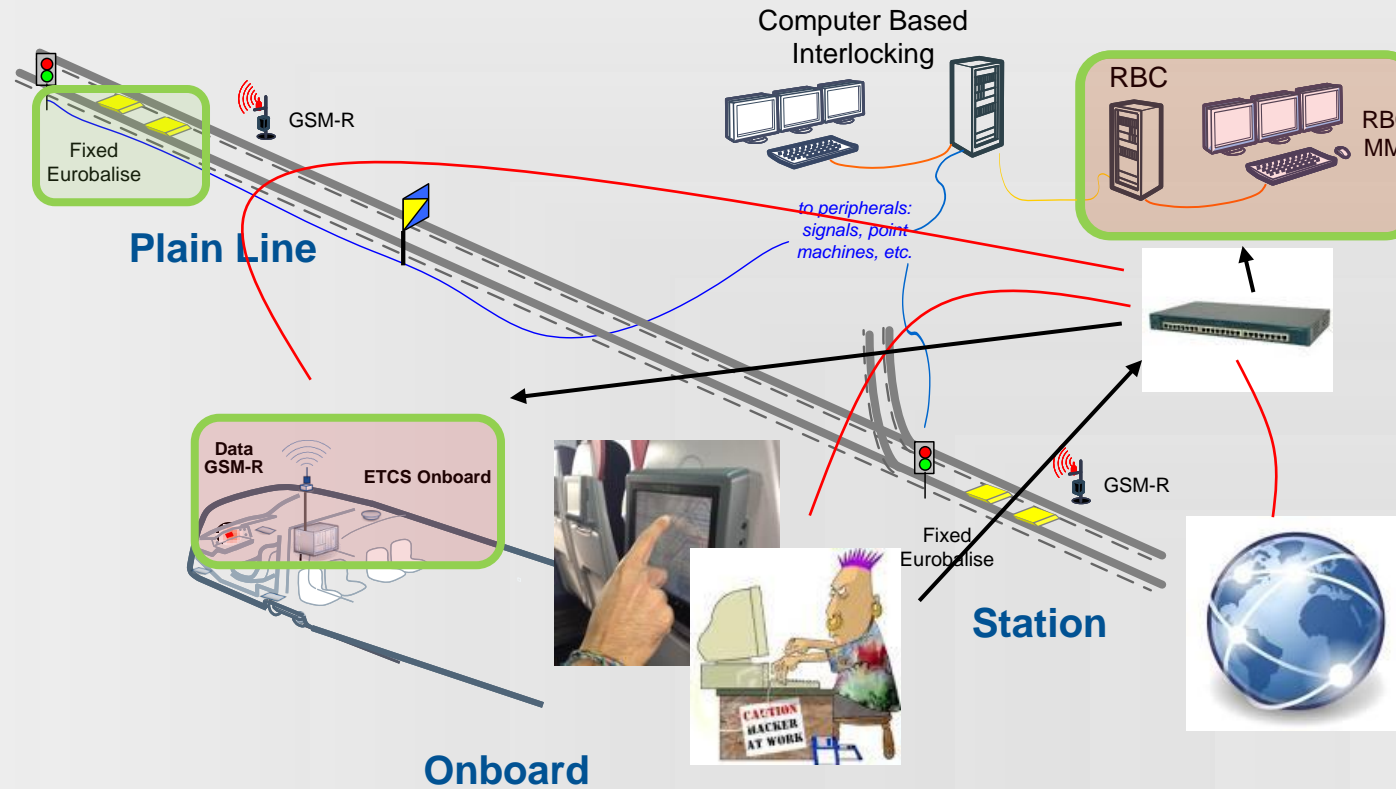 Computer Based
Interlocking
RBC
GSM-R
Fixed
Eurobalise
Plain Line
to peripherals:
signals, point
machines, etc.
Data
GSM-R
ETCS Onboard
GSM-R
Fixed
Eurobalise
Station
CAUTION
HACKER
AT WORK
Onboard